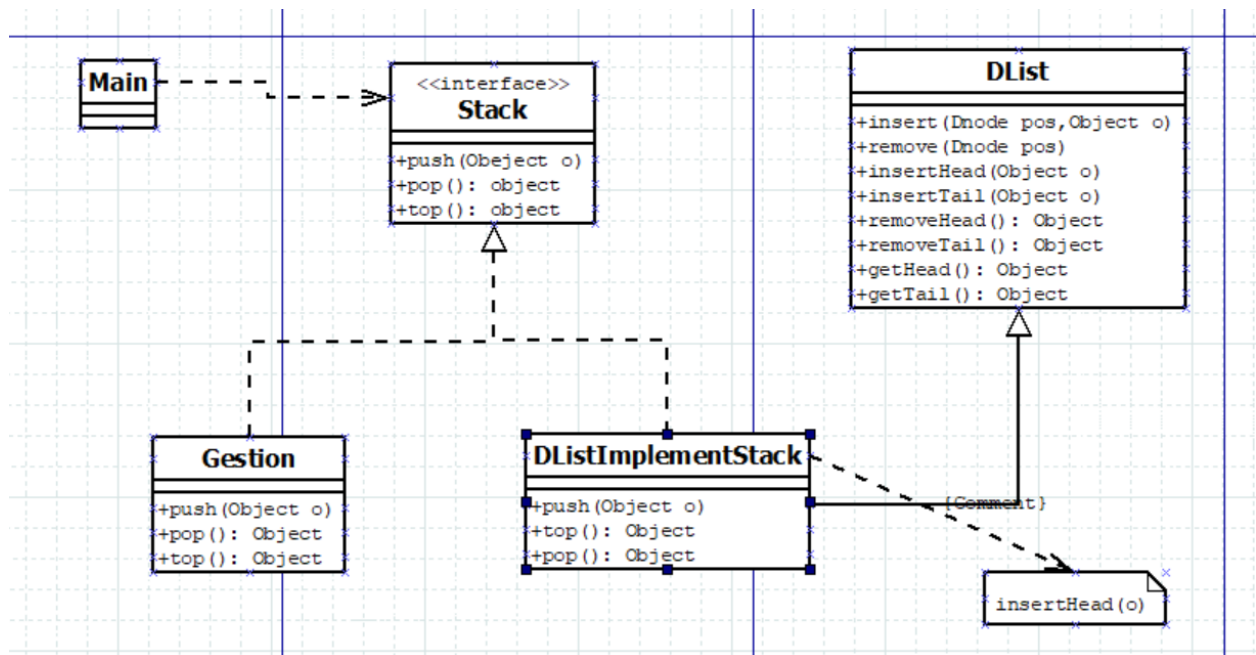 Main
<<interface>>
Stack
+push(Obeject o)
+pop(): object
+top(): object
DList
+insert(Dnode pos,Object o)
+remove(Dnode pos)
+insertHead(Object o)
+insertTail(Object o)
+removeHead(): Object
+removeTail(): Object
+getHead(): Object
+getTail(): Object
Gestion
+push(Object o)
+pop(): Object
+top(): Object
DListImplementStack
+push(Object o)
+top(): Object
+pop(): Object
{Comment}
insertHead(o)